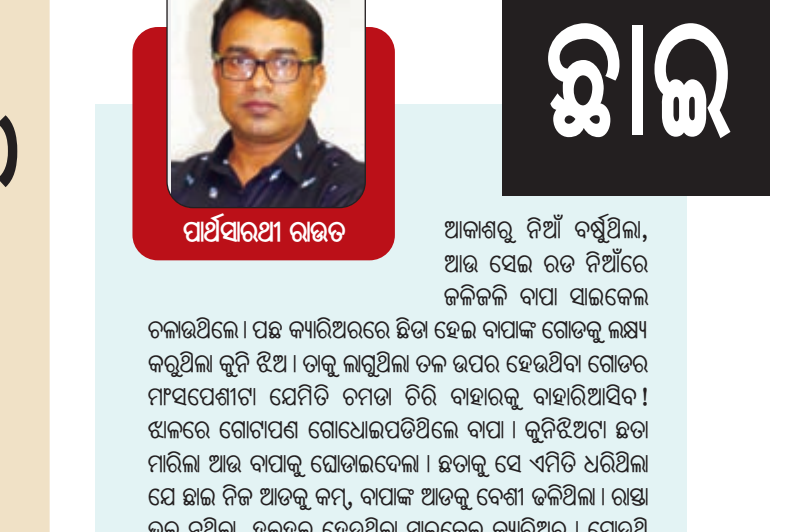 ଛାଇ
ପାର୍ଥସାରଥୀ ରାଉତ
ଆକାଶରୁ ନିଆଁ ବର୍ଷୁଥିଲା,
ଆଉ ସେଇ ରଡ ନିଆଁରେ
ଜଳିଜଳି ବାପା ସାଇକେଲ
ଚଳାଉଥିଲେ । ପଛ କ୍ୟାରିଅରରେ ଛିଡା ହେଇ ବାପାଙ୍କ ଗୋଡକୁ ଲକ୍ଷ୍ୟ
କରୁଥିଲା କୁନି ଝିଅ । ତାକୁ ଲାଗୁଥିଲା ତଳ ଉପର ହେଉଥିବା ଗୋଡର
ମାଂସପେଶୀଟା ଯେମିତି ଚମଡା ଚିରି ବାହାରକୁ ବାହାରିଆସିବ !
ଝାଳରେ ଗୋଟାପଣ ଗୋଧୋଇପଡିଥିଲେ ବାପା । କୁନିଝିଅଟା ଛତା
ମାରିଲା ଆଉ ବାପାକୁ ଘୋଡାଇଦେଲା । ଛତାକୁ ସେ ଏମିତି ଧରିଥିଲା
ଯେ ଛାଇ ନିଜ ଆଡକୁ କମ୍, ବାପାଙ୍କ ଆଡକୁ ବେଶୀ ଢଳିଥିଲା । ରାସ୍ତା